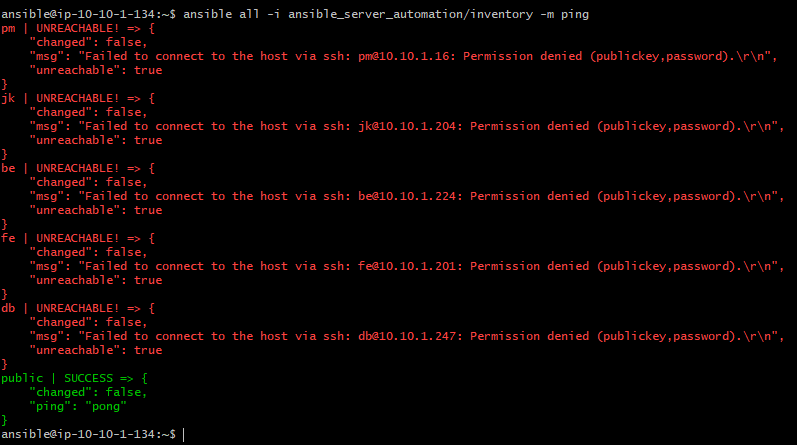 ansible@ip-10-10-1-134:~$ ansible all -i ansible_server_automation/inventory -m ping
pm | UNREACHABLE! => {
    "changed": false,
    "msg": "Failed to connect to the host via ssh: pm@10.10.1.16: Permission denied (publickey,password).\r\n",
    "unreachable": true
}
jk | UNREACHABLE! => {
    "changed": false,
    "msg": "Failed to connect to the host via ssh: jk@10.10.1.204: Permission denied (publickey,password).\r\n",
    "unreachable": true
}
be | UNREACHABLE! => {
    "changed": false,
    "msg": "Failed to connect to the host via ssh: be@10.10.1.224: Permission denied (publickey,password).\r\n",
    "unreachable": true
}
fe | UNREACHABLE! => {
    "changed": false,
    "msg": "Failed to connect to the host via ssh: fe@10.10.1.201: Permission denied (publickey,password).\r\n",
    "unreachable": true
}
db | UNREACHABLE! => {
    "changed": false,
    "msg": "Failed to connect to the host via ssh: db@10.10.1.247: Permission denied (publickey,password).\r\n",
    "unreachable": true
}
public | SUCCESS => {
    "changed": false,
    "ping": "pong"
}
ansible@ip-10-10-1-134:~$